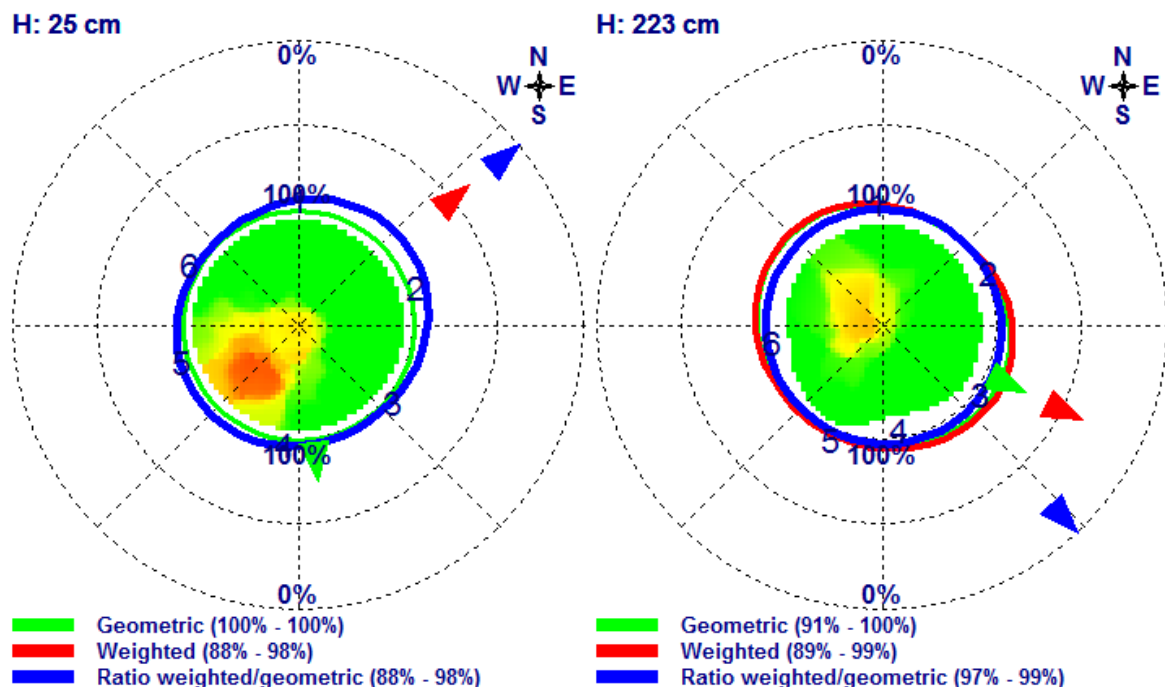 H: 25 cm
0%
N
W E
S
100%
1
2
3
4
5
6
100%
0%
Geometric (100% - 100%)
Weighted (88% - 98%)
Ratio weighted/geometric (88% - 98%)
H: 223 cm
0%
N
W E
S
100%
1
2
3
4
5
6
100%
0%
Geometric (91% - 100%)
Weighted (89% - 99%)
Ratio weighted/geometric (97% - 99%)